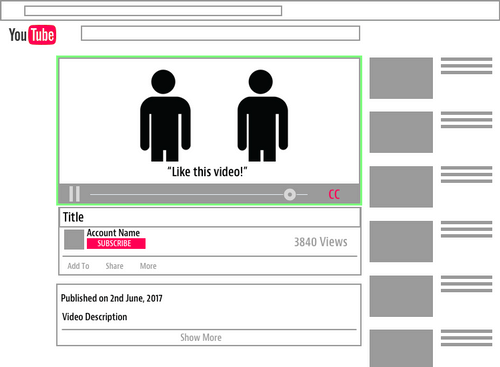 YouTube
“Like this video!”
CC
Title
Account Name
SUBSCRIBE
3840 Views
Add To Share More
Published on 2nd June, 2017
Video Description
Show More